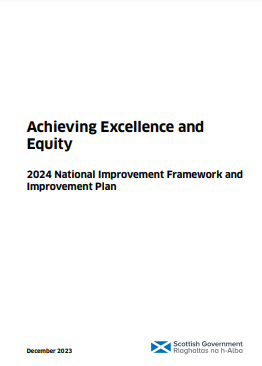 Achieving Excellence and
Equity
2024 National Improvement Framework and
Improvement Plan
December 2023
Scottish Government
Riaghaltas na h-Alba